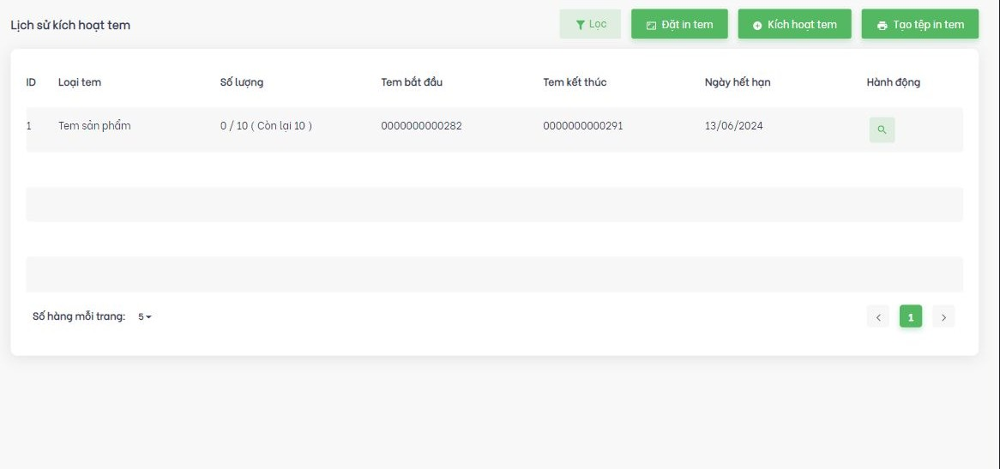 Lịch sử kích hoạt tem
Lọc
Đặt in tem
Kích hoạt tem
Tạo tệp in tem
ID Loại tem Số lượng Tem bắt đầu Tem kết thúc Ngày hết hạn Hành động
1 Tem sản phẩm 0 / 10 ( Còn lại 10 ) 0000000000282 0000000000291 13/06/2024
Số hàng mỗi trang: 5
1